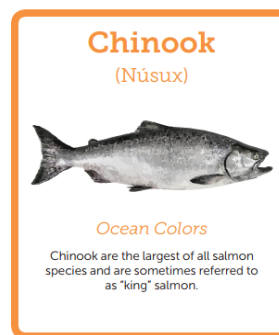 Chinook
(Núsux)
Ocean Colors
Chinook are the largest of all salmon
species and are sometimes referred to
as “king” salmon.